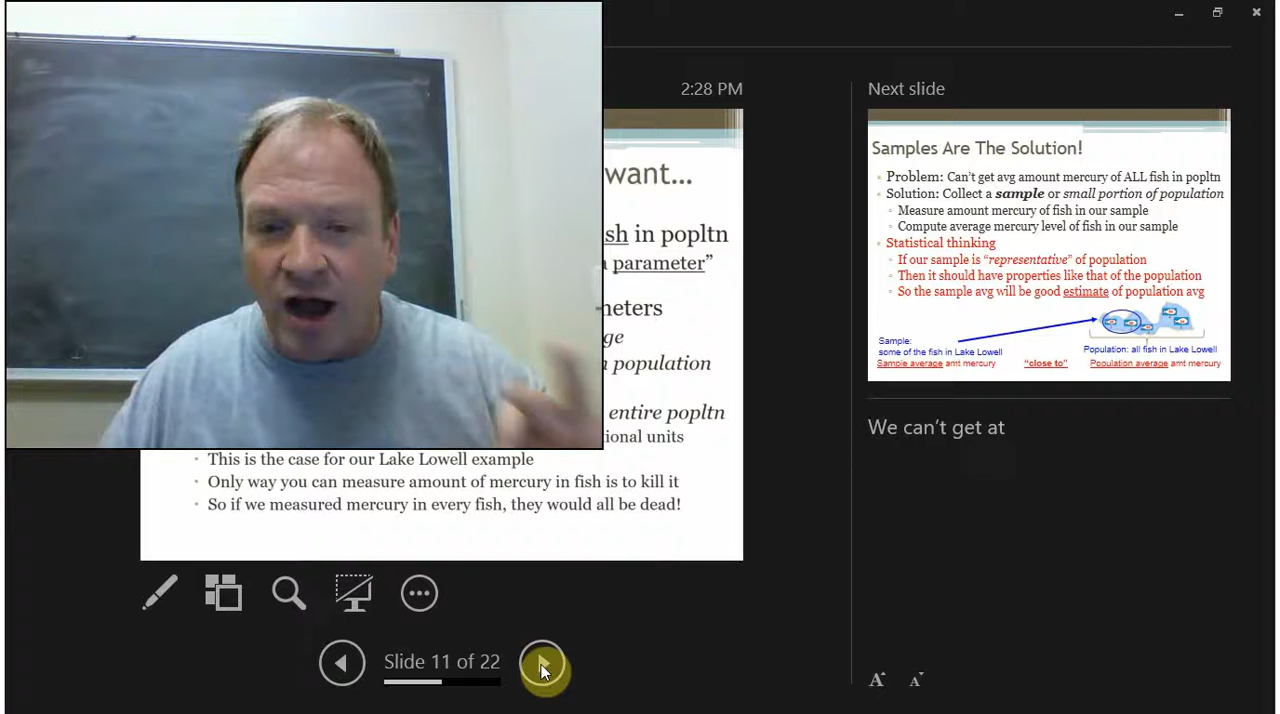 2:28 PM
want...
sh in popltn
a parameter”
meters
ge
n population
entire popltn
tional units
This is the case for our Lake Lowell example
Only way you can measure amount of mercury in fish is to kill it
So if we measured mercury in every fish, they would all be dead!
Slide 11 of 22
Next slide
Samples Are The Solution!
Problem: Can't get avg amount mercury of ALL fish in popltn
Solution: Collect a sample or small portion of population
Measure amount mercury of fish in our sample
Compute average mercury level of fish in our sample
Statistical thinking
If our sample is “representative” of population
Then it should have properties like that of the population
So the sample avg will be good estimate of population avg
Sample:
some of the fish in Lake Lowell
Population: all fish in Lake Lowell
Sample average amt mercury “close to” Population average amt mercury
We can't get at
A A